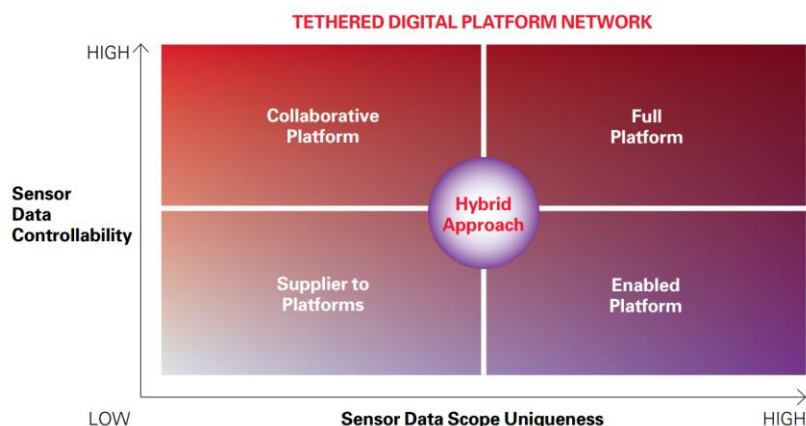 TETHERED DIGITAL PLATFORM NETWORK
HIGH
Collaborative
Platform
Full
Platform
Sensor
Data
Controllability
Hybrid
Approach
Supplier to
Platforms
Enabled
Platform
LOW
Sensor Data Scope Uniqueness
HIGH